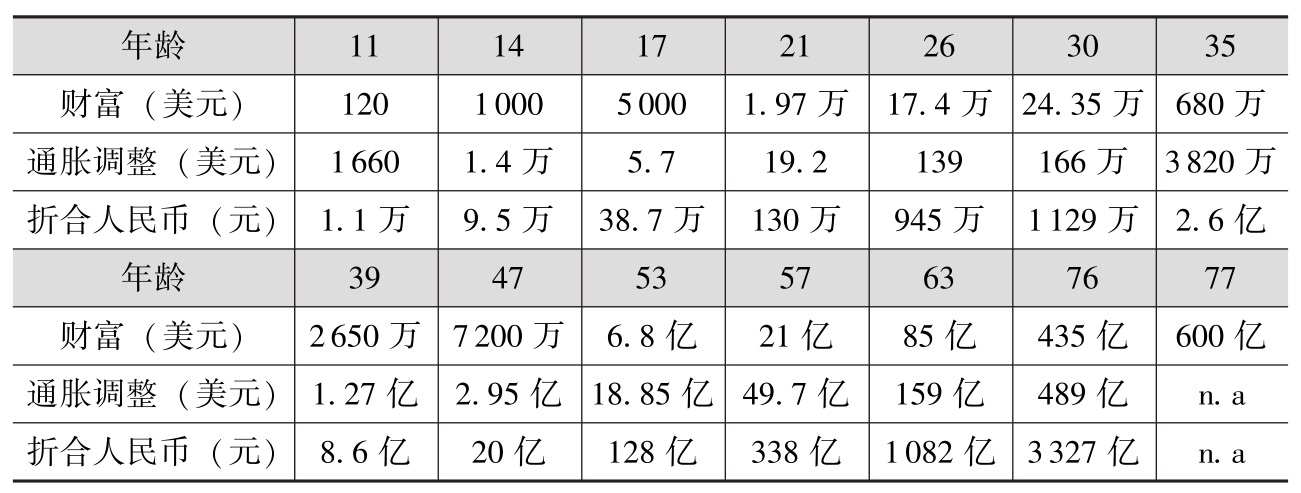 年龄 11 14 17 21 26 30 35
财富（美元） 120 1 000 5 000 1.97 万 17.4 万 24.35 万 680 万
通胀调整（美元） 1 660 1.4 万 5.7 19.2 139 166 万 3 820 万
折合人民币（元） 1.1 万 9.5 万 38.7 万 130 万 945 万 1 129 万 2.6 亿
年龄 39 47 53 57 63 76 77
财富（美元） 2 650 万 7 200 万 6.8 亿 21 亿 85 亿 435 亿 600 亿
通胀调整（美元） 1.27 亿 2.95 亿 18.85 亿 49.7 亿 159 亿 489 亿 n.a
折合人民币（元） 8.6 亿 20 亿 128 亿 338 亿 1 082 亿 3 327 亿 n.a